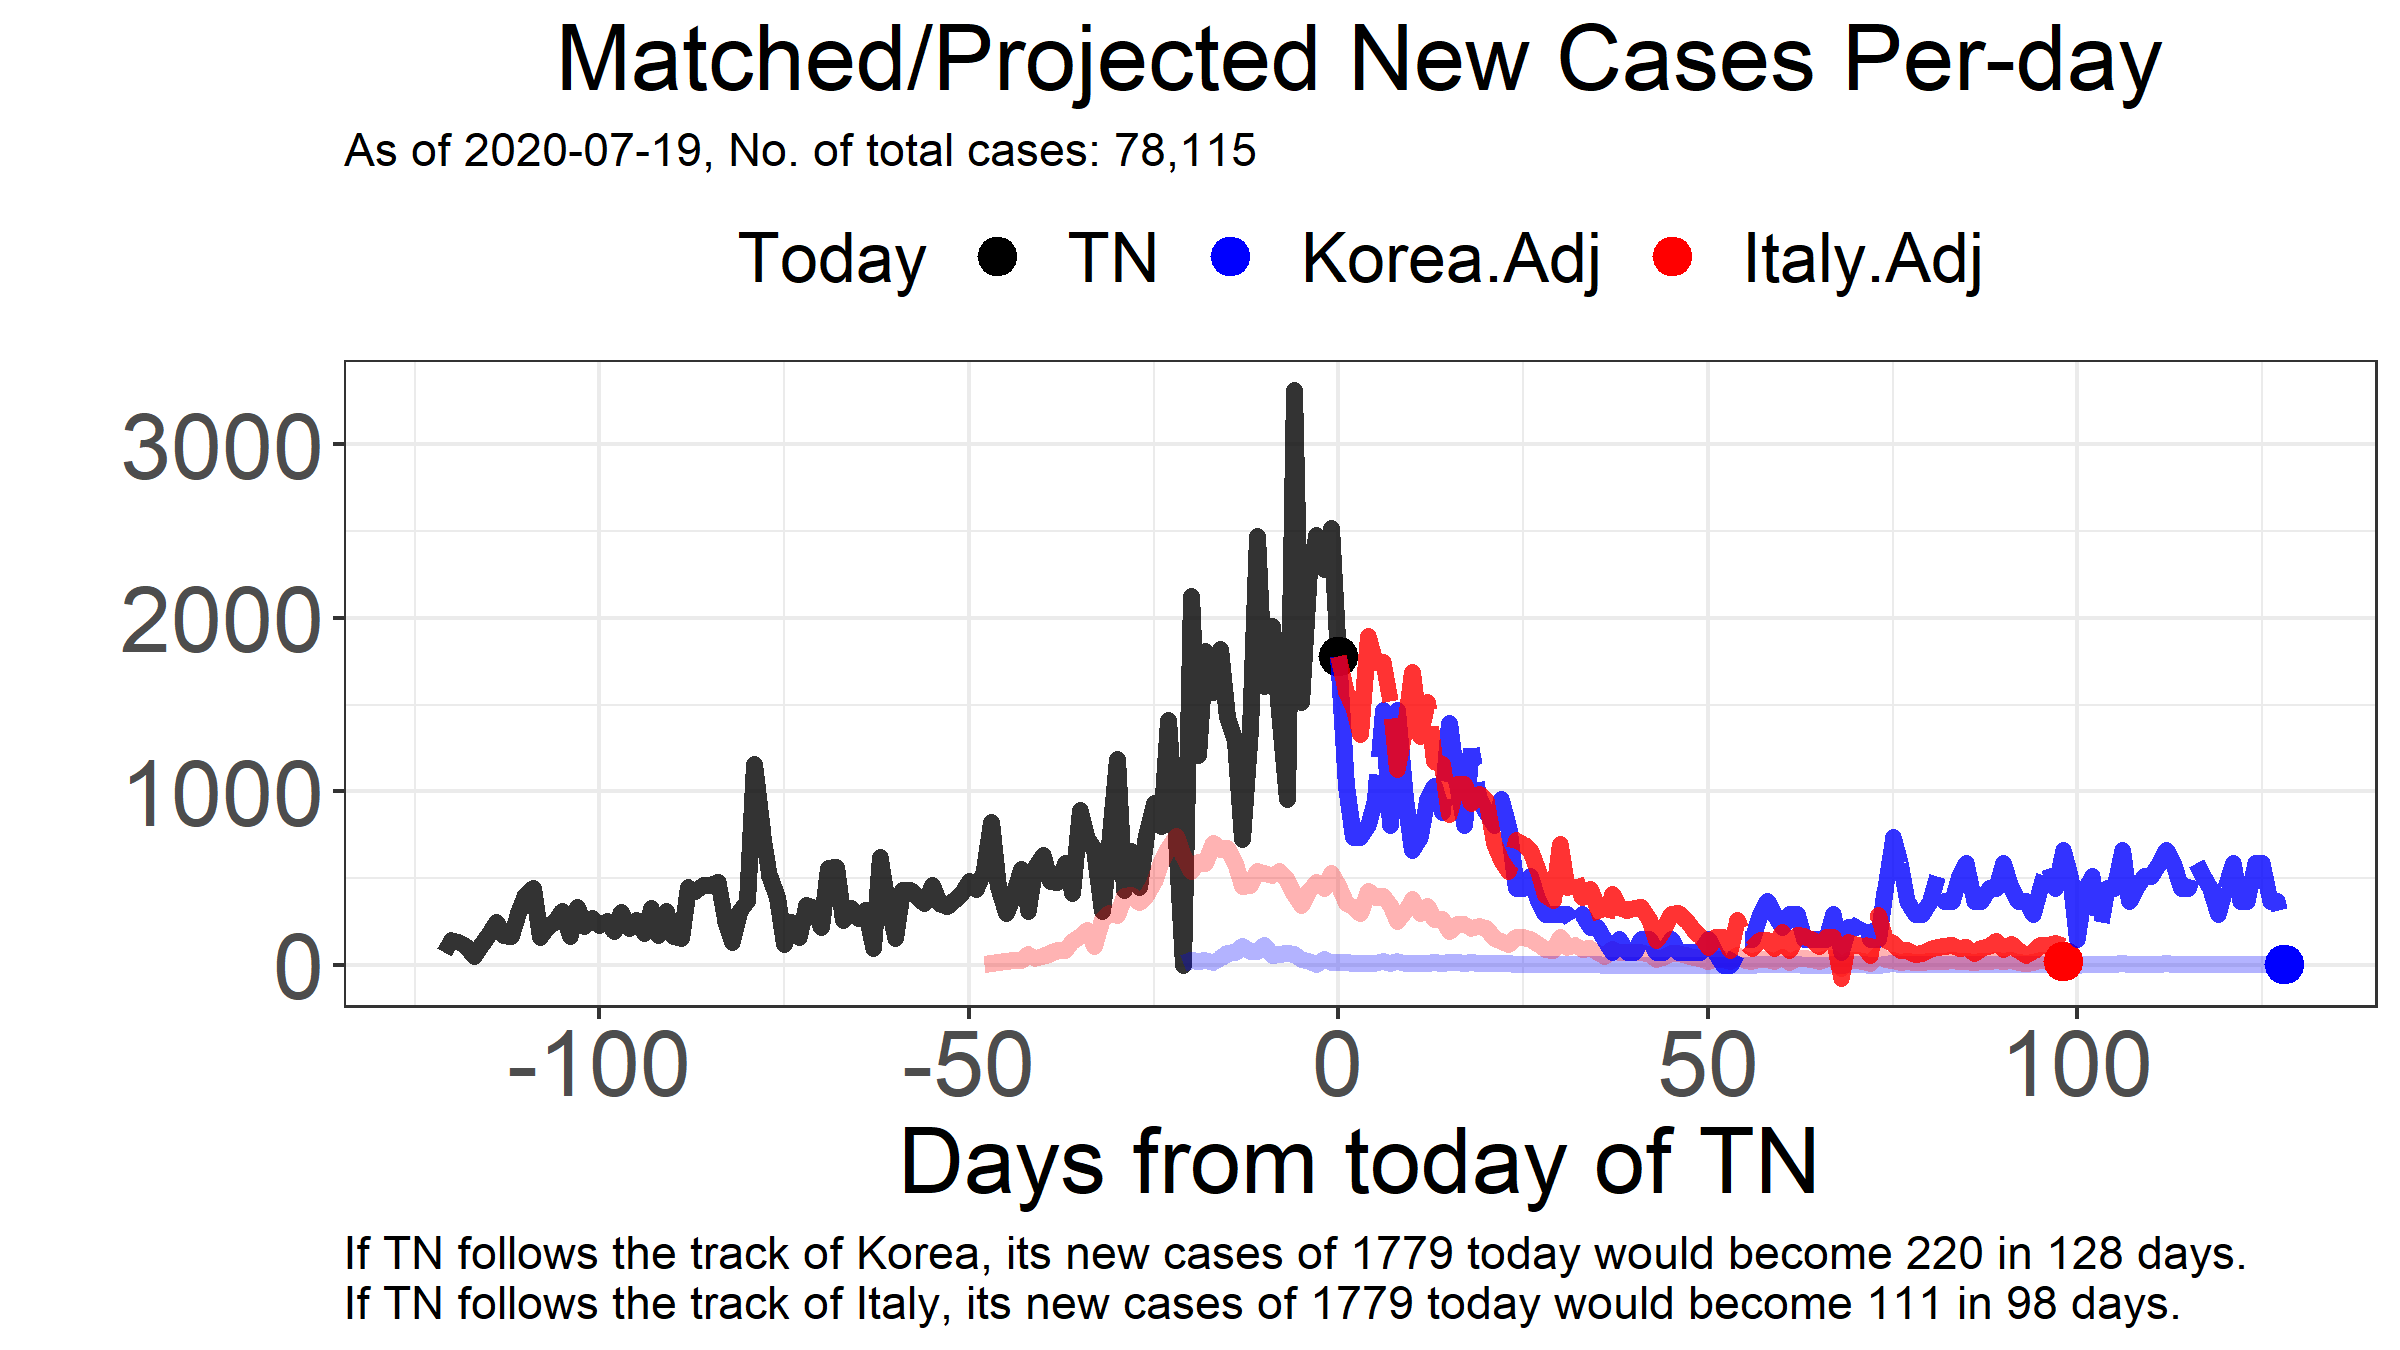 Matched/Projected New Cases Per-day
As of 2020-07-19, No. of total cases: 78,115
Today TN Korea.Adj Italy.Adj
3000
2000
1000
0
-100 -50 0 50 100
Days from today of TN
If TN follows the track of Korea, its new cases of 1779 today would become 220 in 128 days.
If TN follows the track of Italy, its new cases of 1779 today would become 111 in 98 days.